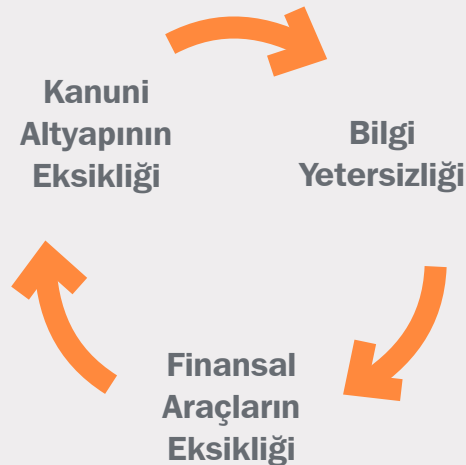 Kanuni
Altyapının
Eksikliği
Bilgi
Yetersizliği
Finansal
Araçların
Eksikliği